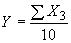 Y = ∑ X₃ / 10